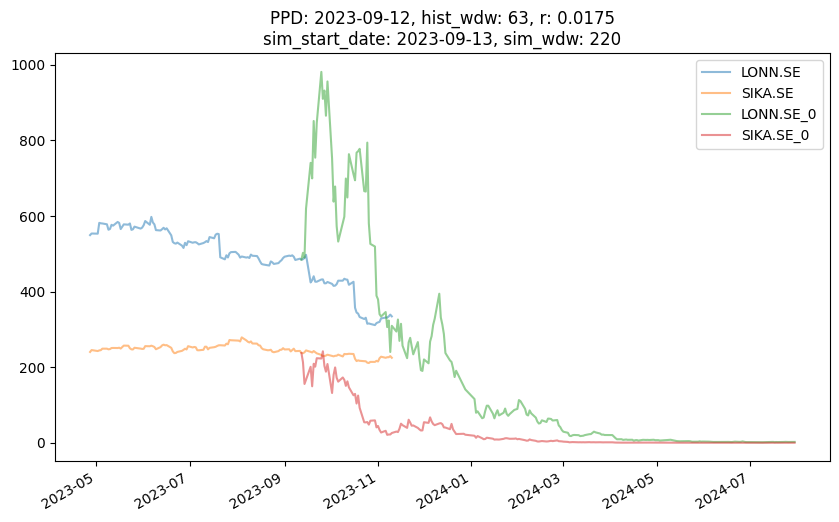 PPD: 2023-09-12, hist_wdw: 63, r: 0.0175
sim_start_date: 2023-09-13, sim_wdw: 220
1000
800
600
400
200
0
LONN.SE
SIKA.SE
LONN.SE_0
SIKA.SE_0
2023-05
2023-07
2023-09
2023-11
2024-01
2024-03
2024-05
2024-07